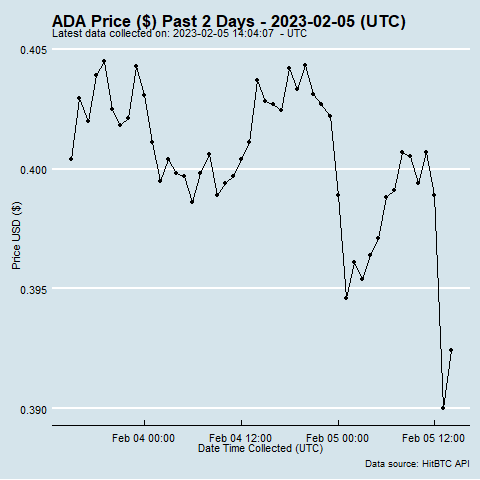 ADA Price ($) Past 2 Days - 2023-02-05 (UTC)
Latest data collected on: 2023-02-05 14:04:07 - UTC
0.405
0.400
0.395
0.390
Price USD ($)
Feb 04 00:00 Feb 04 12:00 Feb 05 00:00 Feb 05 12:00
Date Time Collected (UTC)
Data source: HitBTC API